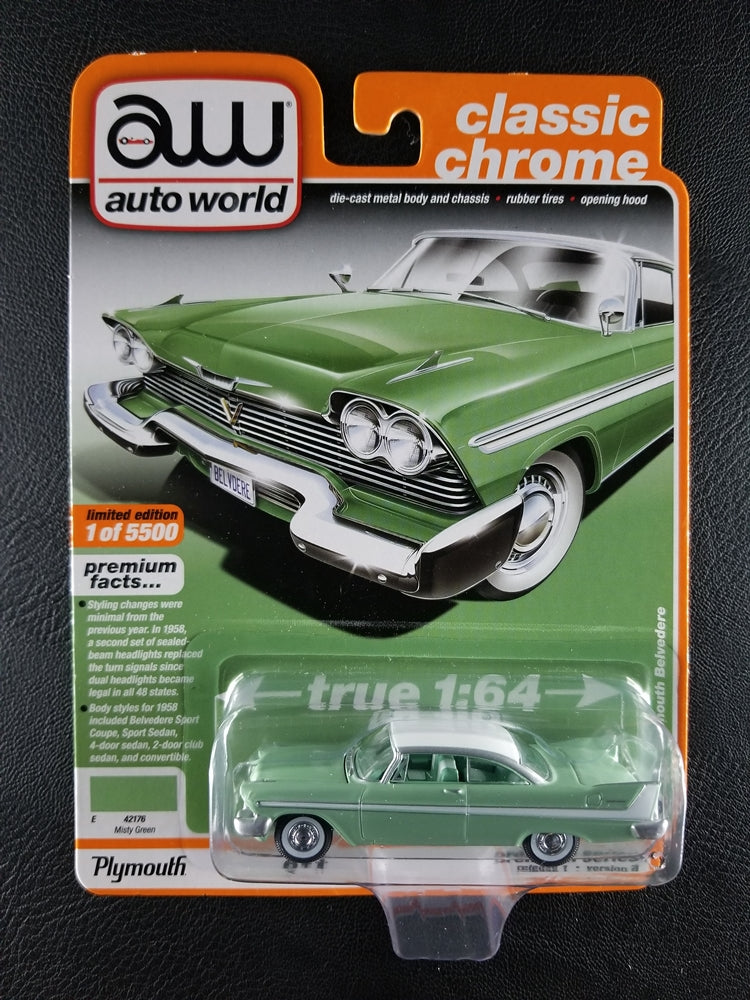 aw
®
auto world
classic
chrome
die-cast metal body and chassis • rubber tires • opening hood
BELVDERE
limited edition
1 of 5500
premium
facts...
• Styling changes were
minimal from the
previous year. In 1958,
a second set of sealed-
beam headlights replaced
the turn signals since
dual headlights became
legal in all 48 states.
• Body styles for 1958
included Belvedere Sport
Coupe, Sport Sedan,
4-door sedan, 2-door club
sedan, and convertible.
E 42176
Misty Green
Plymouth
true 1:64
Belvedere